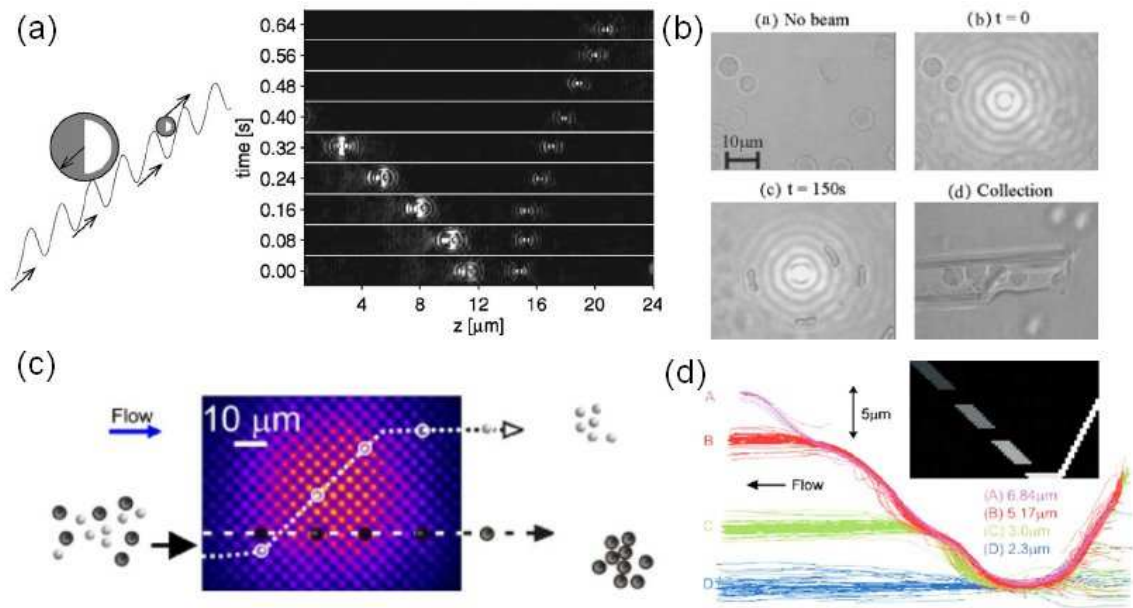 (a)
time [s]
0.64
0.56
0.48
0.40
0.32
0.24
0.16
0.08
0.00
4 8 12 16 20 24
z [μm]
(b)
(a) No beam
(b) t = 0
10μm
(c) t = 150s
(d) Collection
(c)
Flow
10 μm
(d)
A
B
C
D
5μm
Flow
(A) 6.84μm
(B) 5.17μm
(C) 3.0μm
(D) 2.3μm